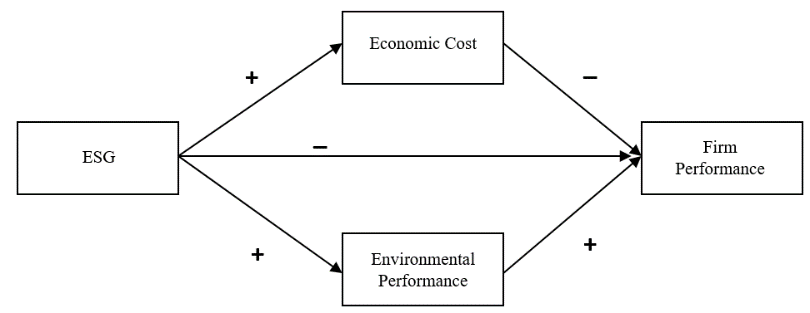 Economic Cost
+
–
ESG
–
Firm
Performance
+
Environmental
Performance
+